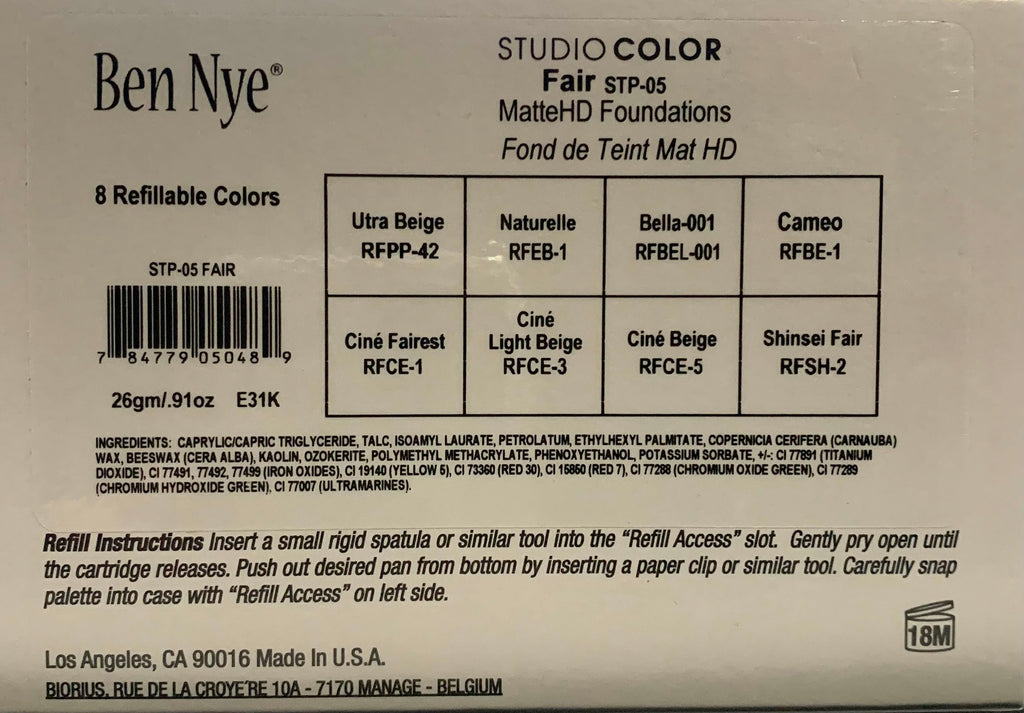 Ben Nye®
STUDIO COLOR
Fair STP-05
MatteHD Foundations
Fond de Teint Mat HD
8 Refillable Colors
STP-05 FAIR
7 84779 05048 9
26gm/.91oz E31K
Utra Beige
RFPP-42
Naturelle
RFEB-1
Bella-001
RFBEL-001
Cameo
RFBE-1
Ciné Fairest
RFCE-1
Ciné
Light Beige
RFCE-3
Ciné Beige
RFCE-5
Shinsei Fair
RFSH-2
INGREDIENTS: CAPRYLIC/CAPRIC TRIGLYCERIDE, TALC, ISOAMYL LAURATE, PETROLATUM, ETHYLHEXYL PALMITATE, COPERNICIA CERIFERA (CARNAUBA)
WAX, BEESWAX (CERA ALBA), KAOLIN, OZOKERITE, POLYMETHYL METHACRYLATE, PHENOXYETHANOL, POTASSIUM SORBATE, +/-: CI 77891 (TITANIUM
DIOXIDE), CI 77491, 77492, 77499 (IRON OXIDES), CI 19140 (YELLOW 5), CI 73360 (RED 30), CI 15850 (RED 7), CI 77288 (CHROMIUM OXIDE GREEN), CI 77289
(CHROMIUM HYDROXIDE GREEN), CI 77007 (ULTRAMARINES).
Refill Instructions Insert a small rigid spatula or similar tool into the “Refill Access” slot. Gently pry open until
the cartridge releases. Push out desired pan from bottom by inserting a paper clip or similar tool. Carefully snap
palette into case with “Refill Access” on left side.
18M
Los Angeles, CA 90016 Made In U.S.A.
BIORIUS, RUE DE LA CROYE'RE 10A - 7170 MANAGE - BELGIUM